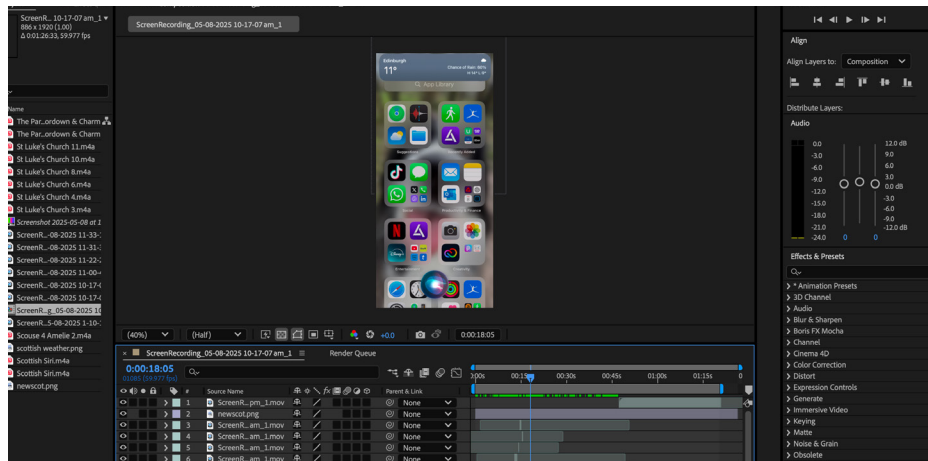 ScreenR... 10-17-07 am_1
886 x 1920 (1.00)
Δ 0:01:26:33, 59.977 fps
Name
The Par...ordown & Charm
The Par...ordown & Charm
St Luke's Church 11.m4a
St Luke's Church 10.m4a
St Luke's Church 8.m4a
St Luke's Church 6.m4a
St Luke's Church 4.m4a
St Luke's Church 3.m4a
Screenshot 2025-05-08 at 1
ScreenR...-08-2025 11-33-
ScreenR...-08-2025 11-31-
ScreenR...-08-2025 11-22-
ScreenR...-08-2025 11-00-
ScreenR...-08-2025 10-17-
ScreenR...-08-2025 10-17-
ScreenR...g_05-08-2025 10
ScreenR...5-08-2025 1-10-
Scouse 4 Amelie 2.m4a
scottish weather.png
Scottish Siri.m4a
Scottish Siri.m4a
newscot.png
ScreenRecording_05-08-2025 10-17-07 am_1
Edinburgh
11°
Chance of Rain: 88%
App Library
Social
Entertainment
Creativity
(40%)
(Half)
+0.0
0:00:18:05
ScreenRecording_05-08-2025 10-17-07 am_1
Render Queue
0:00:18:05
01085 (59.977 fps)
# Source Name
Parent & Link
1 ScreenR... pm_1.mov None
2 newscot.png None
3 ScreenR... am_1.mov None
4 ScreenR... am_1.mov None
5 ScreenR... am_1.mov None
6 ScreenR... am_1.mov None
00:15s
00:45s
01:00s
01:15s
Align
Align Layers to: Composition
Distribute Layers:
Audio
0.0 12.0 dB
-3.0 9.0
-6.0 6.0
-9.0 3.0
-12.0 0.0 dB
-15.0 -3.0
-18.0 -6.0
-21.0 -9.0
-24.0 -12.0 dB
0 0
Effects & Presets
* Animation Presets
3D Channel
Audio
Blur & Sharpen
Boris FX Mocha
Channel
Cinema 4D
Color Correction
Distort
Expression Controls
Generate
Immersive Video
Keying
Matte
Noise & Grain
Obsolete